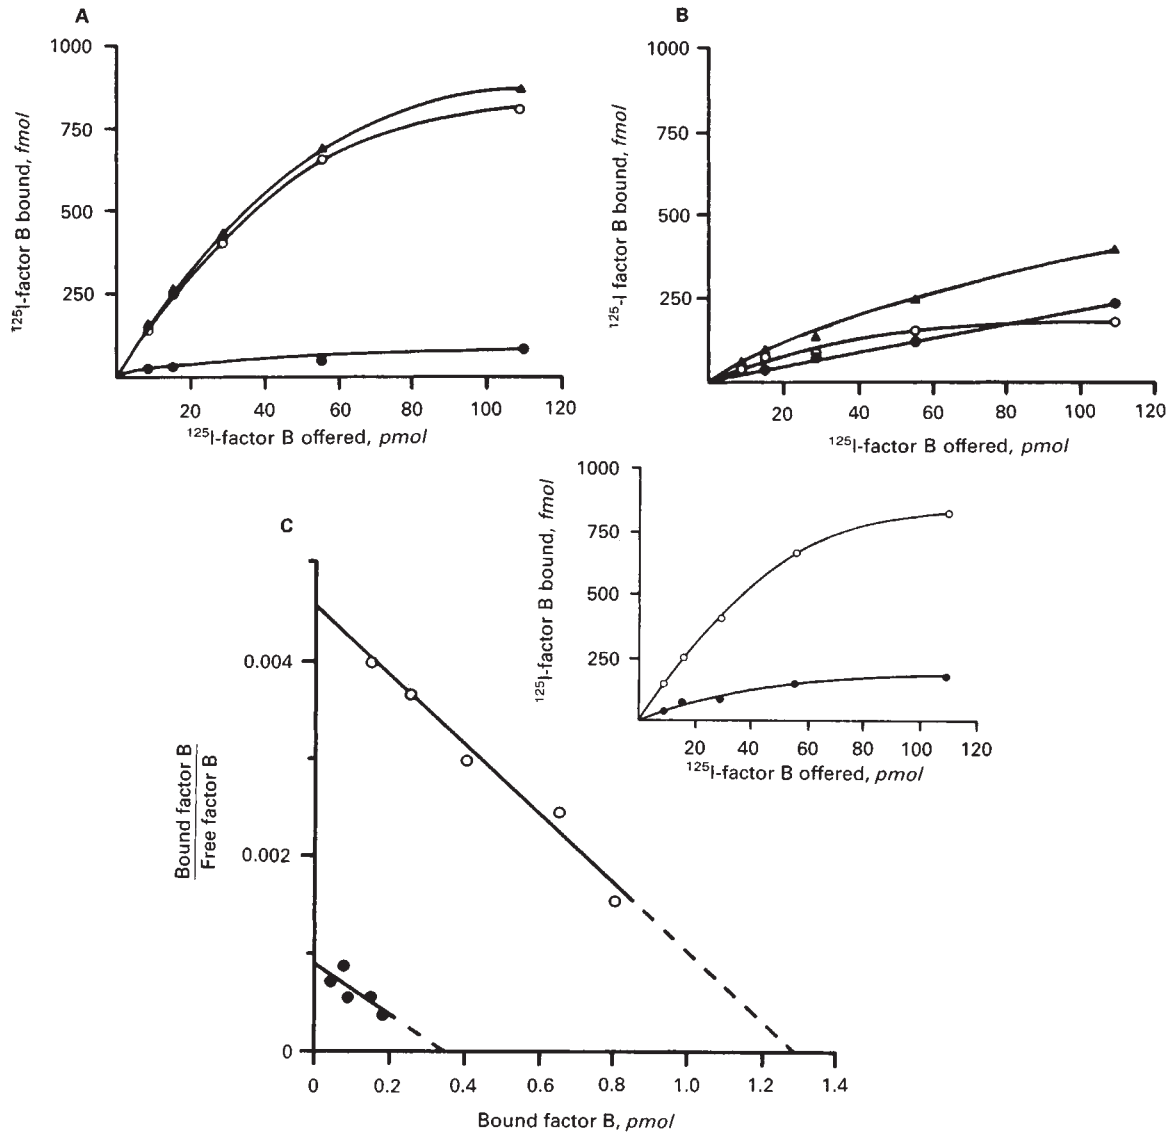 A
1000
750
500
250
¹²⁵I-factor B bound, fmol
20 40 60 80 100 120
¹²⁵I-factor B offered, pmol
B
1000
750
500
250
¹²⁵-I factor B bound, fmol
20 40 60 80 100 120
¹²⁵I-factor B offered, pmol
1000
750
500
250
¹²⁵I-factor B bound, fmol
20 40 60 80 100 120
¹²⁵I-factor B offered, pmol
C
0.004
0.002
0
Bound factor B
Free factor B
0 0.2 0.4 0.6 0.8 1.0 1.2 1.4
Bound factor B, pmol